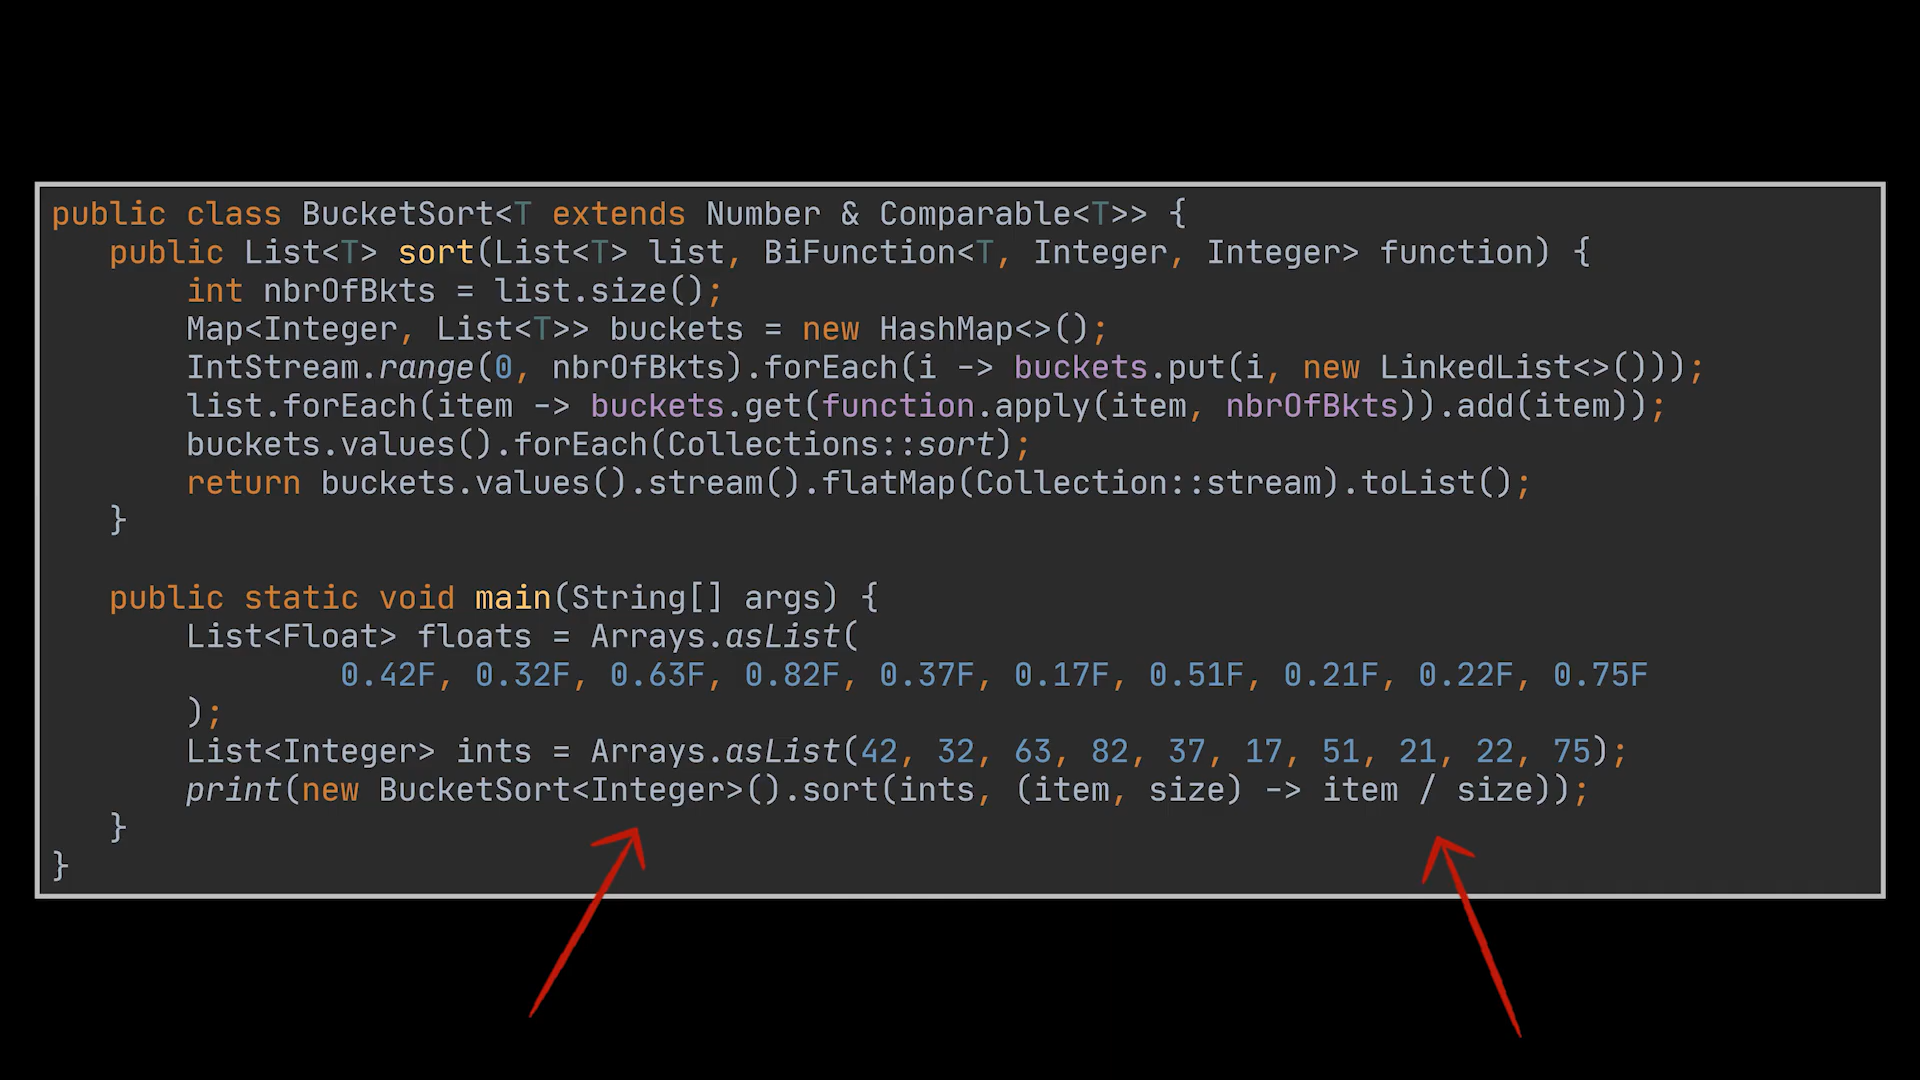 public class BucketSort<T extends Number & Comparable<T>> {
public List<T> sort(List<T> list, BiFunction<T, Integer, Integer> function) {
int nbrOfBkts = list.size();
Map<Integer, List<T>> buckets = new HashMap<>();
IntStream.range(0, nbrOfBkts).forEach(i -> buckets.put(i, new LinkedList<>()));
list.forEach(item -> buckets.get(function.apply(item, nbrOfBkts)).add(item));
buckets.values().forEach(Collections::sort);
return buckets.values().stream().flatMap(Collection::stream).toList();
}
public static void main(String[] args) {
List<Float> floats = Arrays.asList(
0.42F, 0.32F, 0.63F, 0.82F, 0.37F, 0.17F, 0.51F, 0.21F, 0.22F, 0.75F
);
List<Integer> ints = Arrays.asList(42, 32, 63, 82, 37, 17, 51, 21, 22, 75);
print(new BucketSort<Integer>().sort(ints, (item, size) -> item / size));
}
}